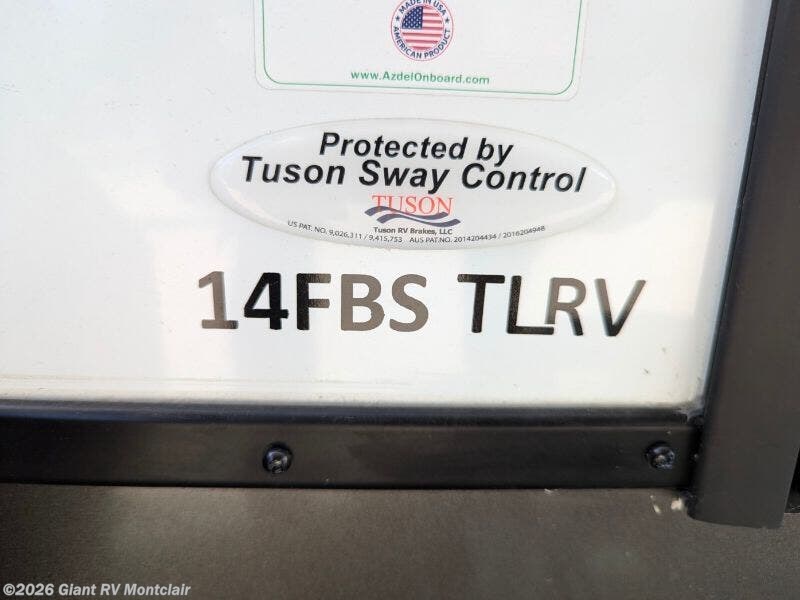 MADE IN USA
AMERICAN PRODUCT
www.AzdelOnboard.com
Protected by
Tuson Sway Control
TUSON
Tuson RV Brakes, LLC
US PAT. NO. 9,026,311 / 9,415,753 AUS PAT.NO. 2014204434 / 2016204948
14FBS TLRV
©2026 Giant RV Montclair